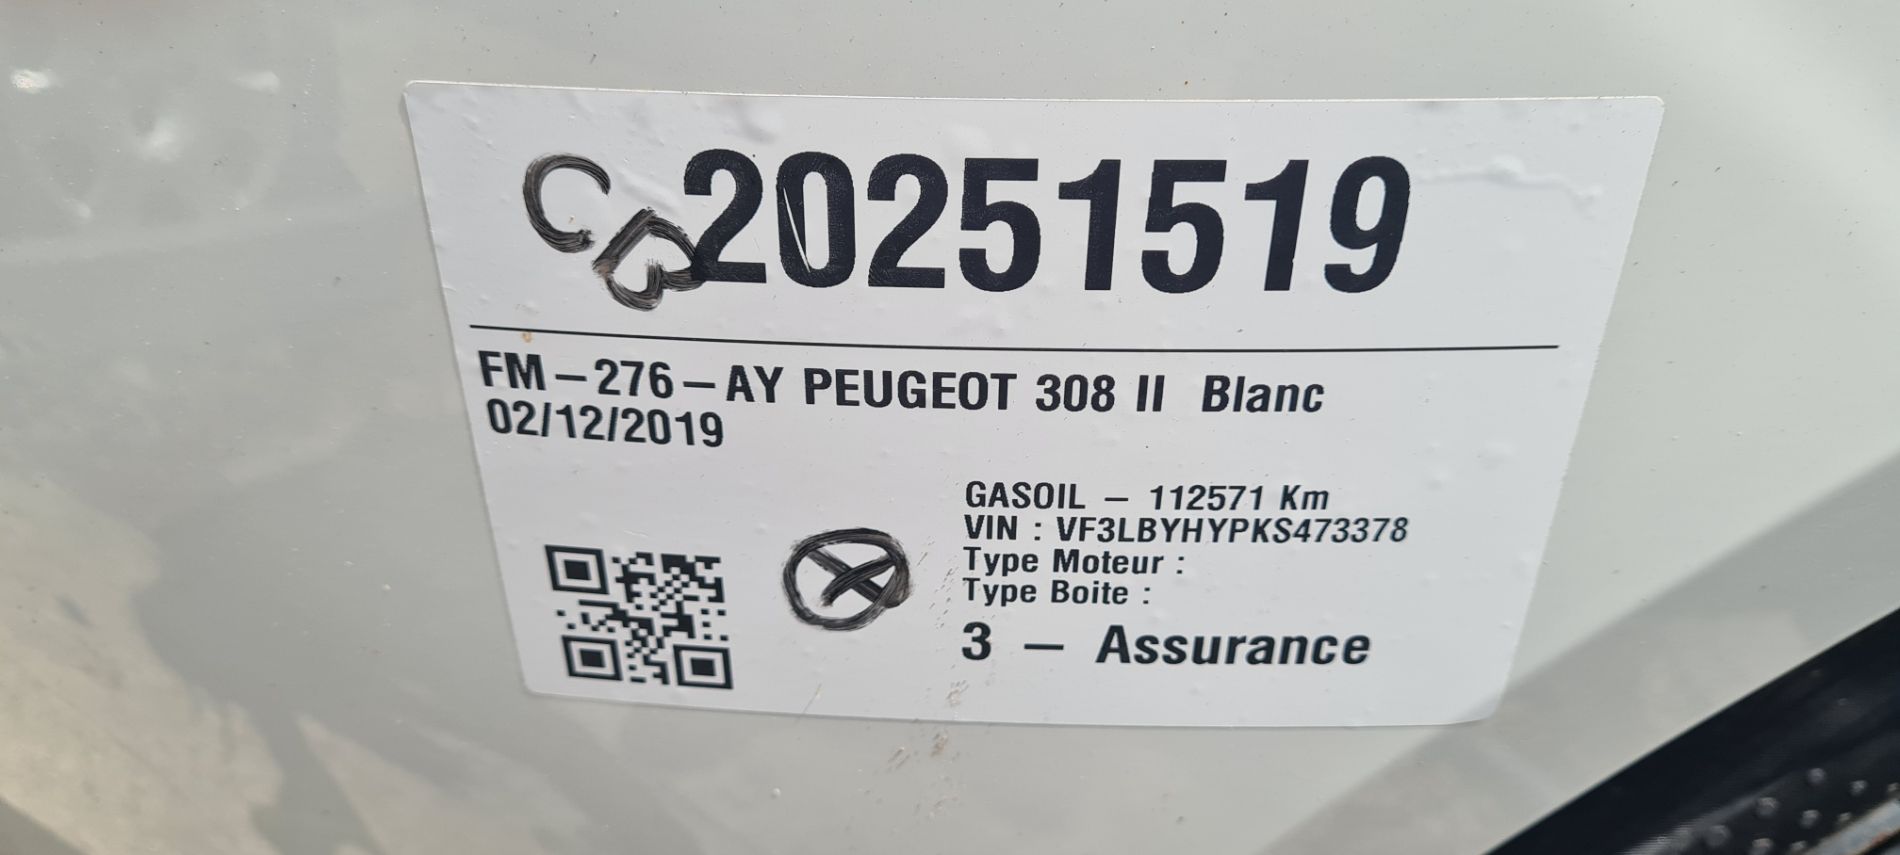 20251519
FM-276-AY PEUGEOT 308 II Blanc
02/12/2019
GASOIL - 112571 Km
VIN : VF3LBYHYPKS473378
Type Moteur :
Type Boite :
3 - Assurance